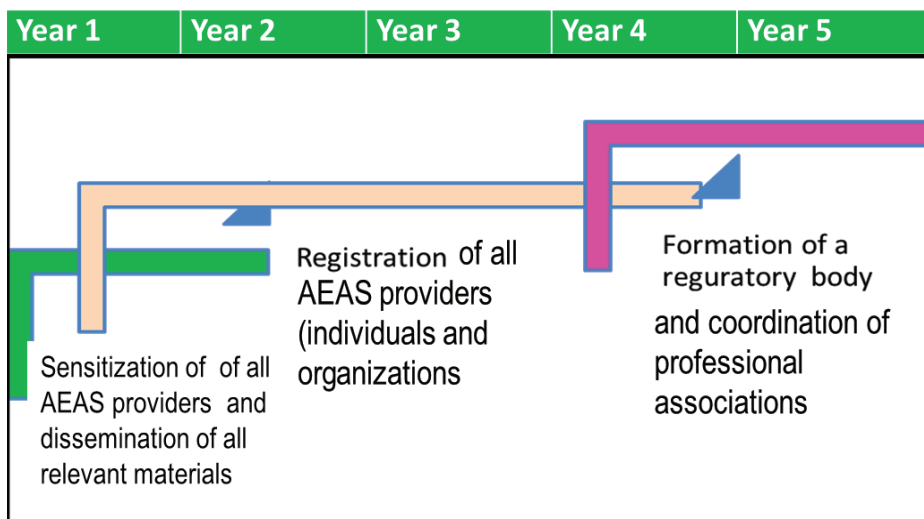 Year 1 Year 2 Year 3 Year 4 Year 5
Sensitization of of all
AEAS providers and
dissemination of all
relevant materials
Registration of all
AEAS providers
(individuals and
organizations
Formation of a
reguratory body
and coordination of
professional
associations